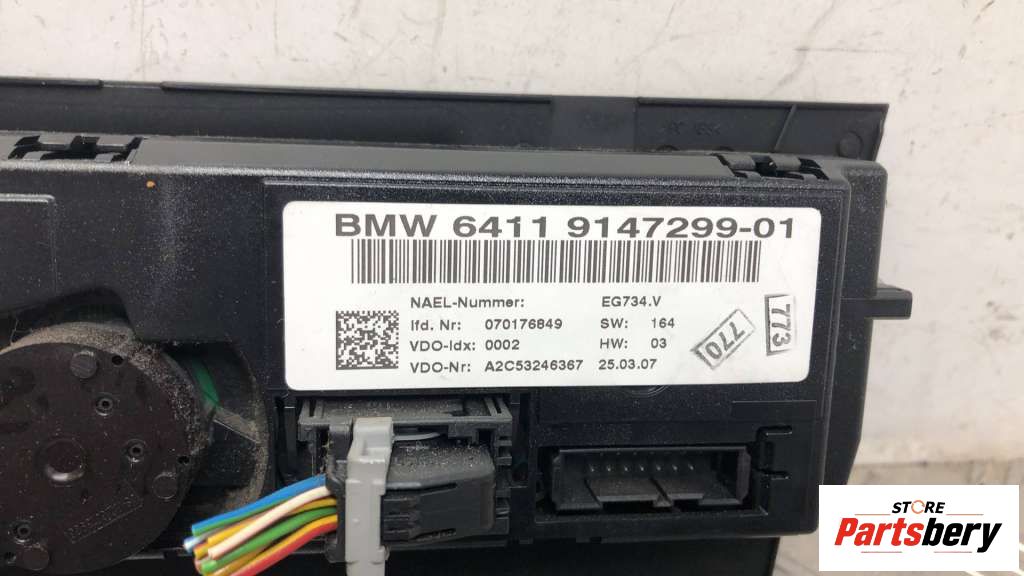 BMW 6411 9147299-01
NAEL-Nummer: EG734.V
lfd. Nr: 070176849 SW: 164
VDO-Idx: 0002 HW: 03
VDO-Nr: A2C53246367 25.03.07
770
773
STORE
Partsbery